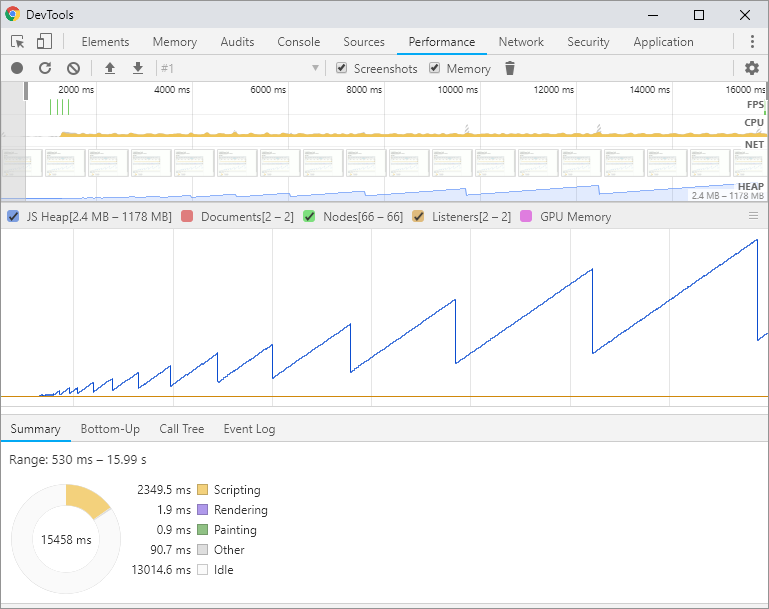 DevTools
Elements Memory Audits Console Sources Performance Network Security Application
#1 Screenshots Memory
2000 ms 4000 ms 6000 ms 8000 ms 10000 ms 12000 ms 14000 ms 16000 ms
FPS
CPU
NET
HEAP
2.4 MB – 1178 MB
JS Heap[2.4 MB – 1178 MB] Documents[2 – 2] Nodes[66 – 66] Listeners[2 – 2] GPU Memory
Summary Bottom-Up Call Tree Event Log
Range: 530 ms – 15.99 s
2349.5 ms Scripting
1.9 ms Rendering
0.9 ms Painting
15458 ms
90.7 ms Other
13014.6 ms Idle